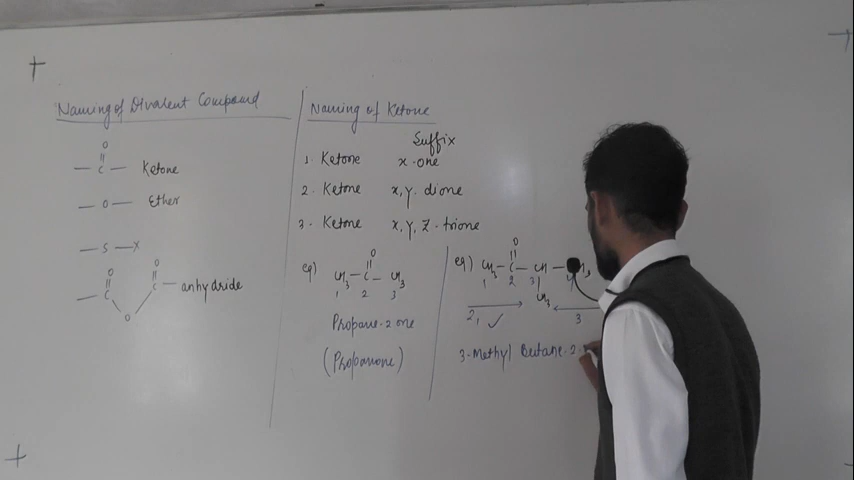 Naming of Divalent Compound
O
|| 
— C — Ketone
— O — Ether
— S — X
O O
|| ||
— C C — anhydride
O
Naming of Ketone
Suffix
1. Ketone x-one
2. Ketone x, y. dione
3. Ketone x, y, z- trione
eg)
O
||
CH3 — C — CH3
1 2 3
Propane-2 one
(Propanone)
eg)
O
||
CH3 — C — CH —
1 2 3
CH3
2, ✓ 3
3-Methyl Butane-2